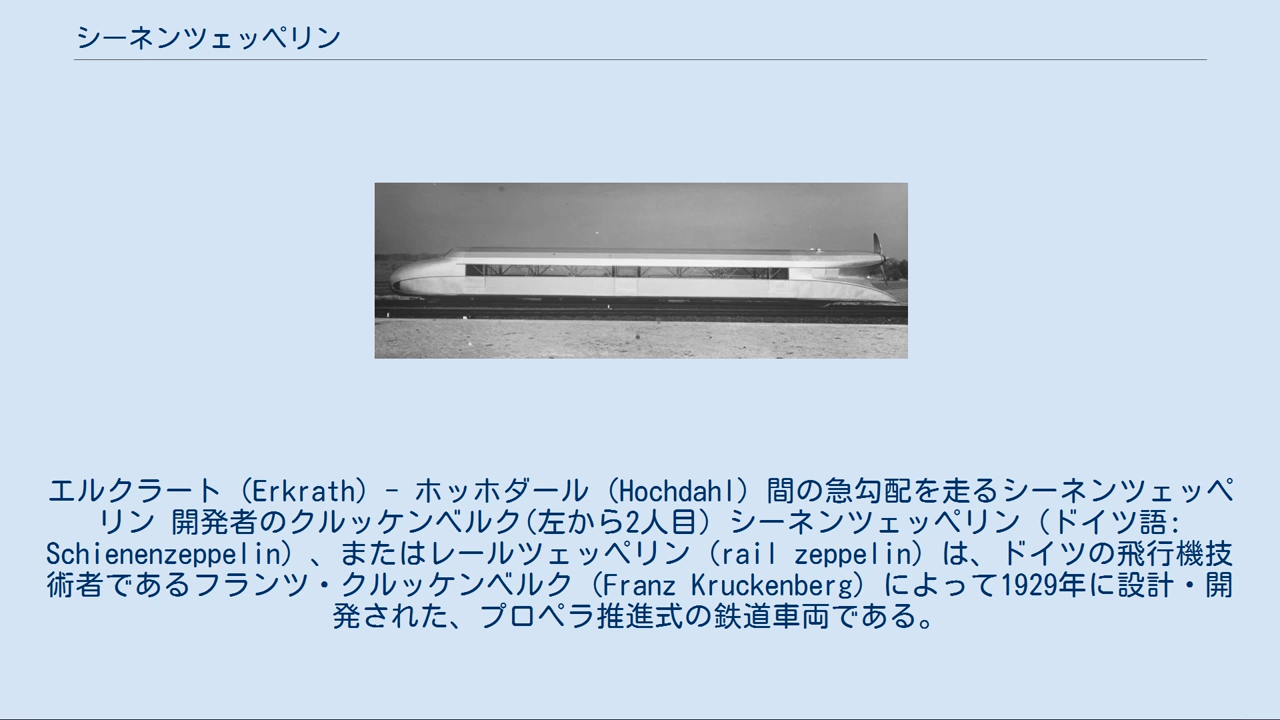 シーネンツェッペリン
エルクラート（Erkrath）- ホッホダール（Hochdahl）間の急勾配を走るシーネンツェッペ
リン 開発者のクルッケンベルク(左から2人目）シーネンツェッペリン（ドイツ語:
Schienenzeppelin）、またはレールツェッペリン（rail zeppelin）は、ドイツの飛行機技
術者であるフランツ・クルッケンベルク（Franz Kruckenberg）によって1929年に設計・開
発された、プロペラ推進式の鉄道車両である。